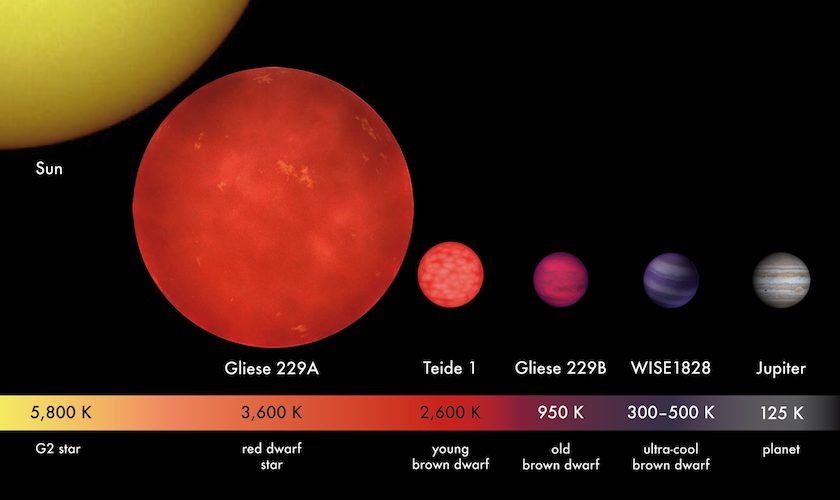 Sun
Gliese 229A
Teide 1
Gliese 229B
WISE1828
Jupiter
5,800 K
3,600 K
2,600 K
950 K
300–500 K
125 K
G2 star
red dwarf
star
young
brown dwarf
old
brown dwarf
ultra-cool
brown dwarf
planet